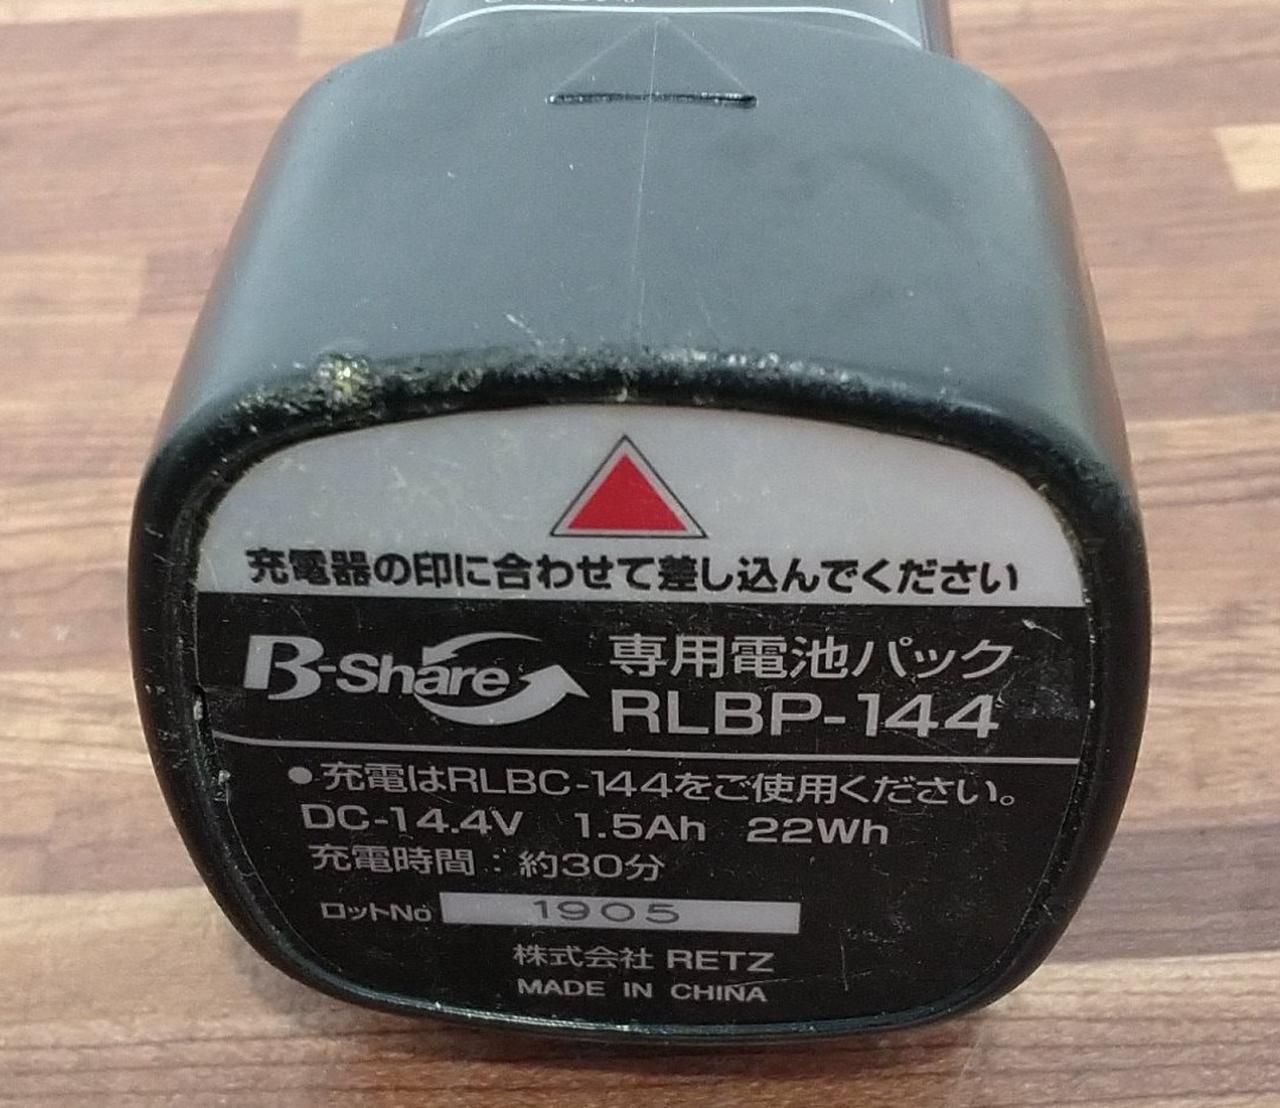 充電器の印に合わせて差し込んでください
B-Share
専用電池パック
RLBP-144
●充電はRLBC-144をご使用ください。
DC-14.4V 1.5Ah 22Wh
充電時間：約30分
ロットNo 1905
株式会社 RETZ
MADE IN CHINA